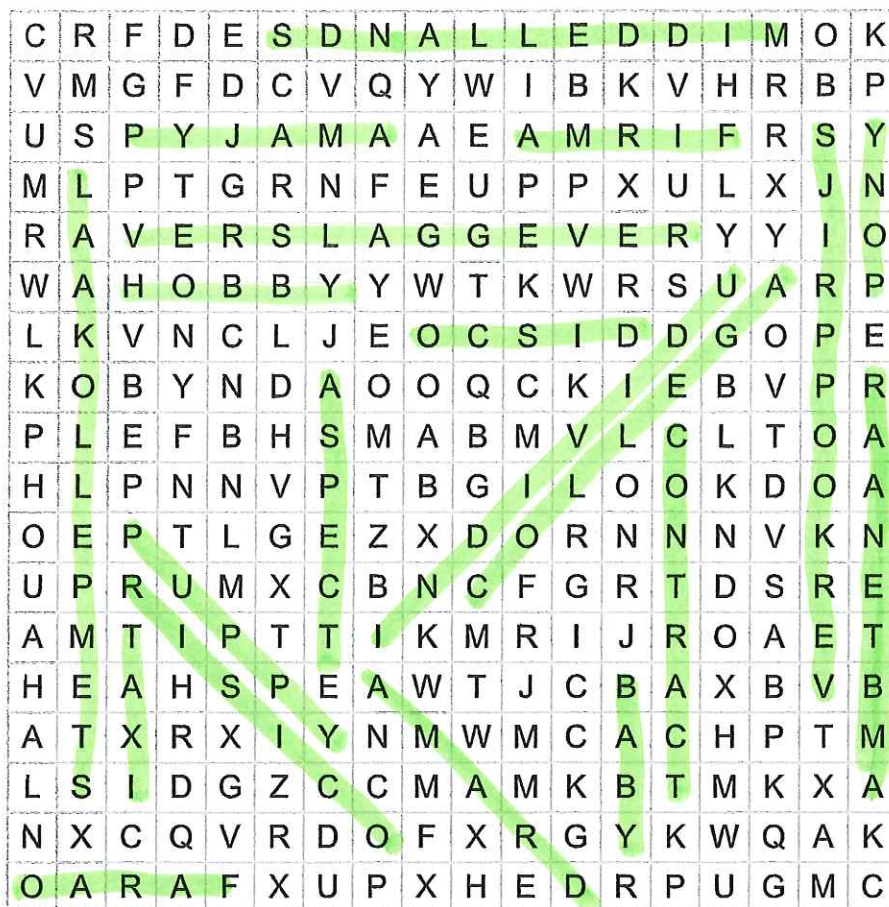 C R F D E S D N A L L E D D I M O K
V M G F D C V Q Y W I B K V H R B P
U S P Y J A M A A E A M R I F R S Y
M L P T G R N F E U P P X U L X J N
R A V E R S L A G G E V E R Y Y I O
W A H O B B Y Y W T K W R S U A R P
L K V N C L J E O C S I D D G O P E
K O B Y N D A O O Q C K I E B V P R
P L E F B H S M A B M V L C L T O A
H L P N N V P T B G I L O O K D O A
O E P T L G E Z X D O R N N N V K N
U P R U M X C B N C F G R T D S R E
A M T I P T T I K M R I J R O A E T
H E A H S P E A W T J C B A X B V B
A T X R X I Y N M W M C A C H P T M
L S I D G Z C C M A M K B T M K X A
N X C Q V R D O F X R G Y K W Q A K
O A R A F X U P X H E D R P U G M C